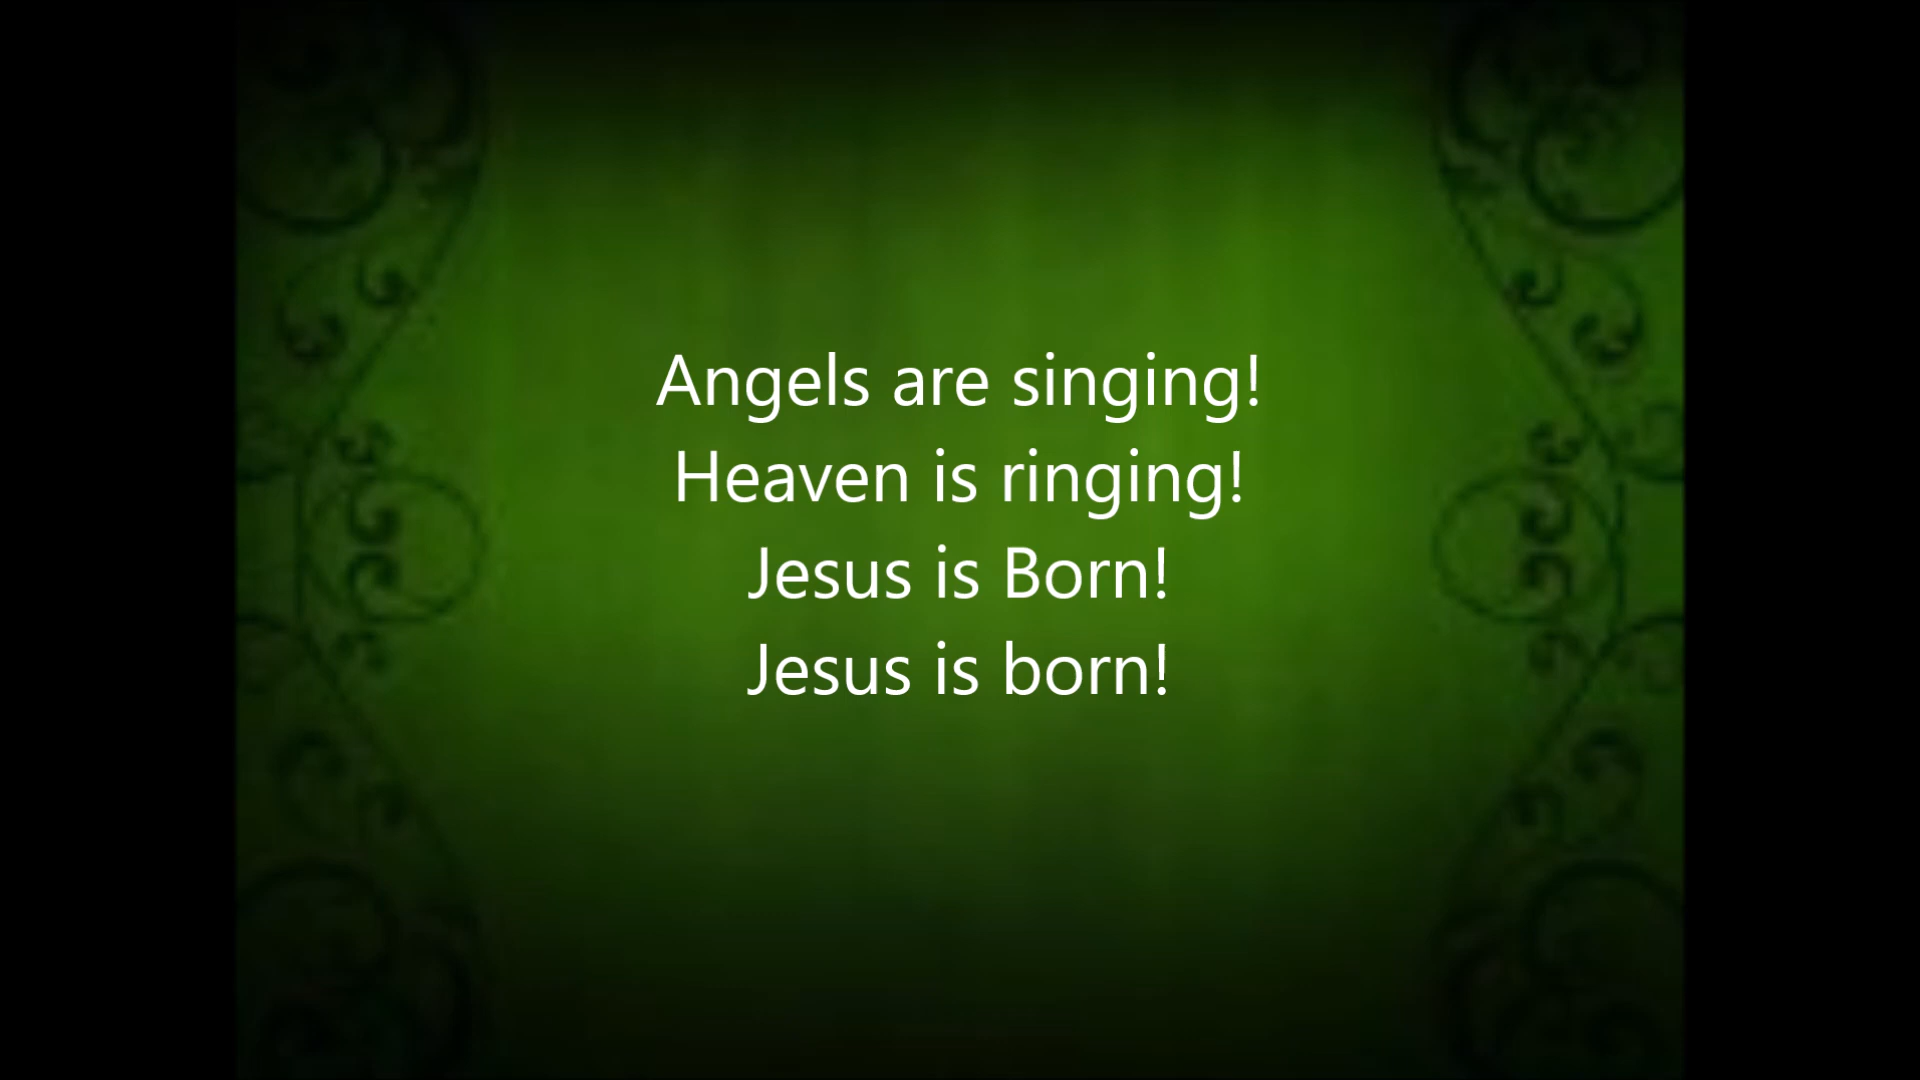 Angels are singing!
Heaven is ringing!
Jesus is Born!
Jesus is born!